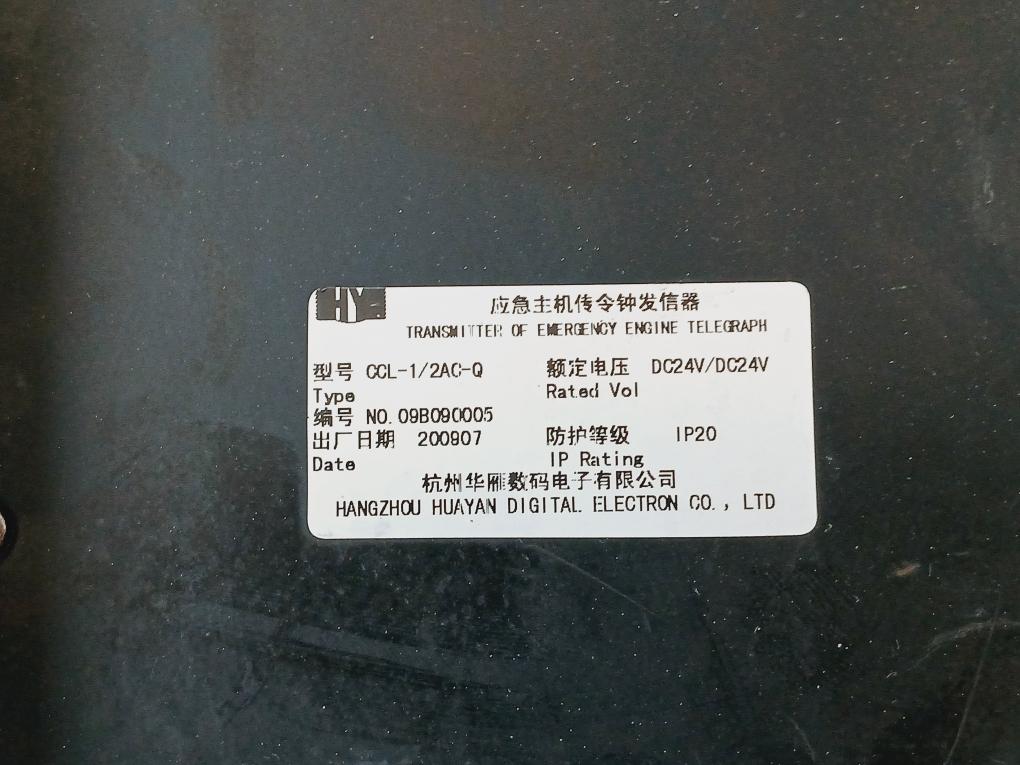 HY
应急主机传令钟发信器
TRANSMITTER OF EMERGENCY ENGINE TELEGRAPH
型号 CCL-1/2AC-Q 额定电压 DC24V/DC24V
Type Rated Vol
编号 NO. 09B090005
出厂日期 200907 防护等级 IP20
Date IP Rating
杭州华雁数码电子有限公司
HANGZHOU HUAYAN DIGITAL ELECTRON CO., LTD